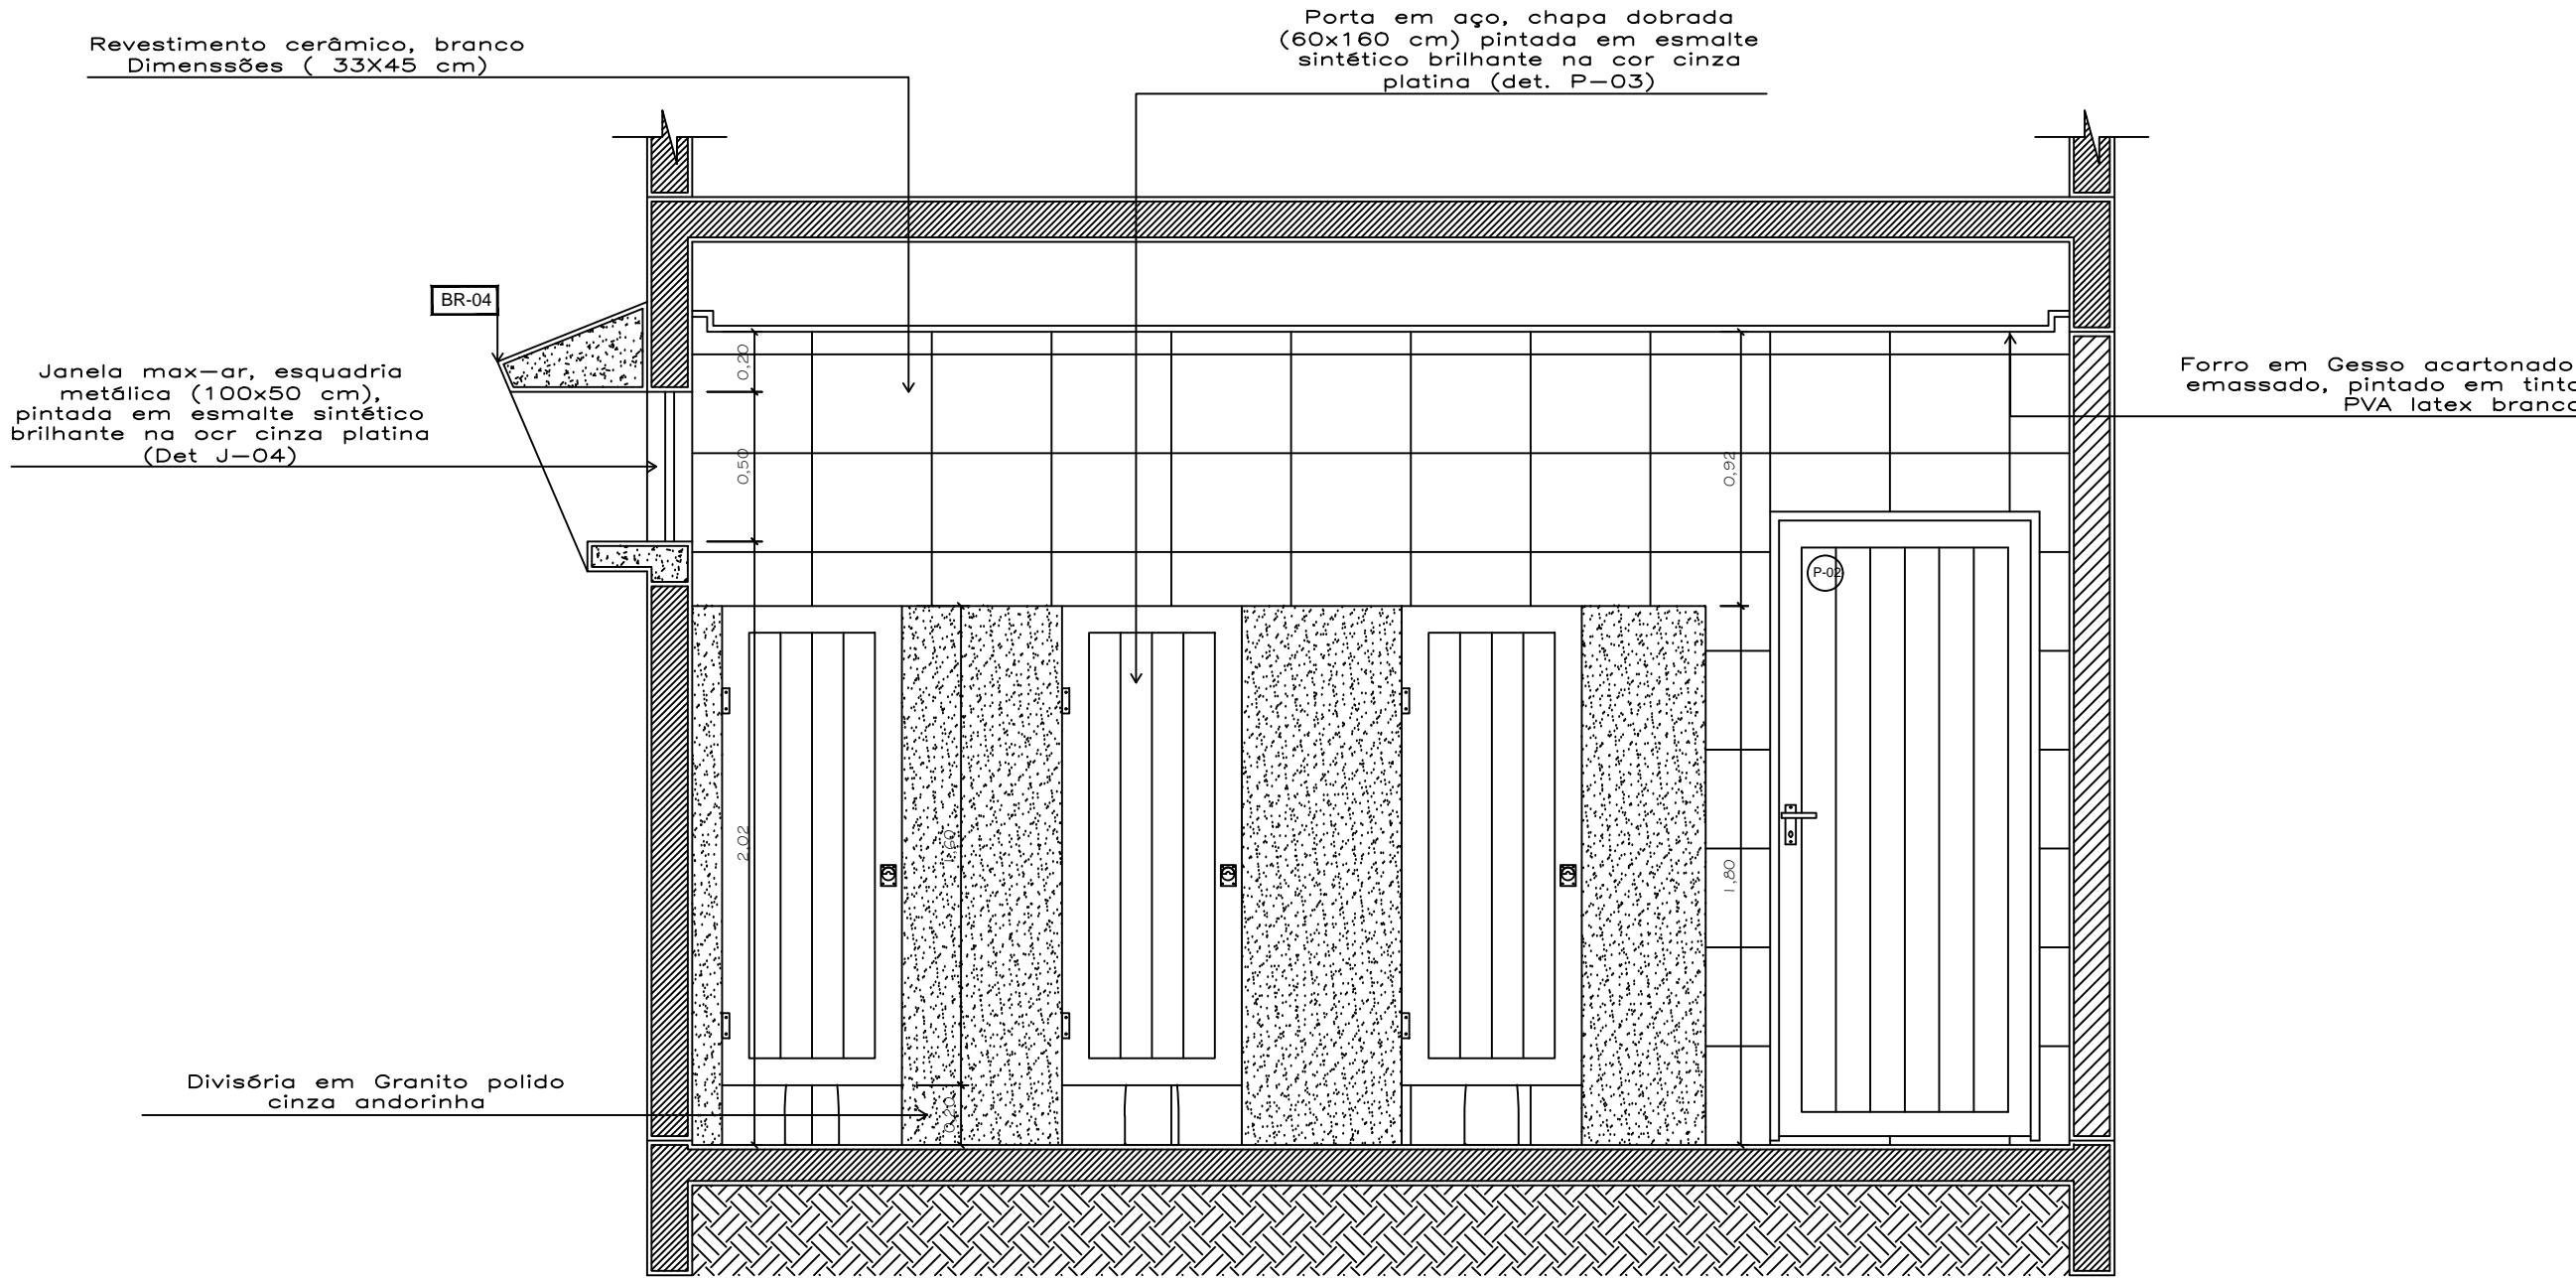 Porta em aço, chapa dobrada
(60x160 cm) pintada em esmalte
sintético brilhante na cor cinza
platina (det. P-03)
Revestimento cerâmico, branco
Dimenssões ( 33X45 cm)
BR-04
Janela max-ar, esquadria
metálica (100x50 cm),
pintada em esmalte sintético
brilhante na ocr cinza platina
(Det J-04)
Forro em Gesso acartonado
emassado, pintado em tinta
PVA latex branco
0,20
0,50
0,92
P-02
2,02
1,60
1,80
0,20
Divisória em Granito polido
cinza andorinha